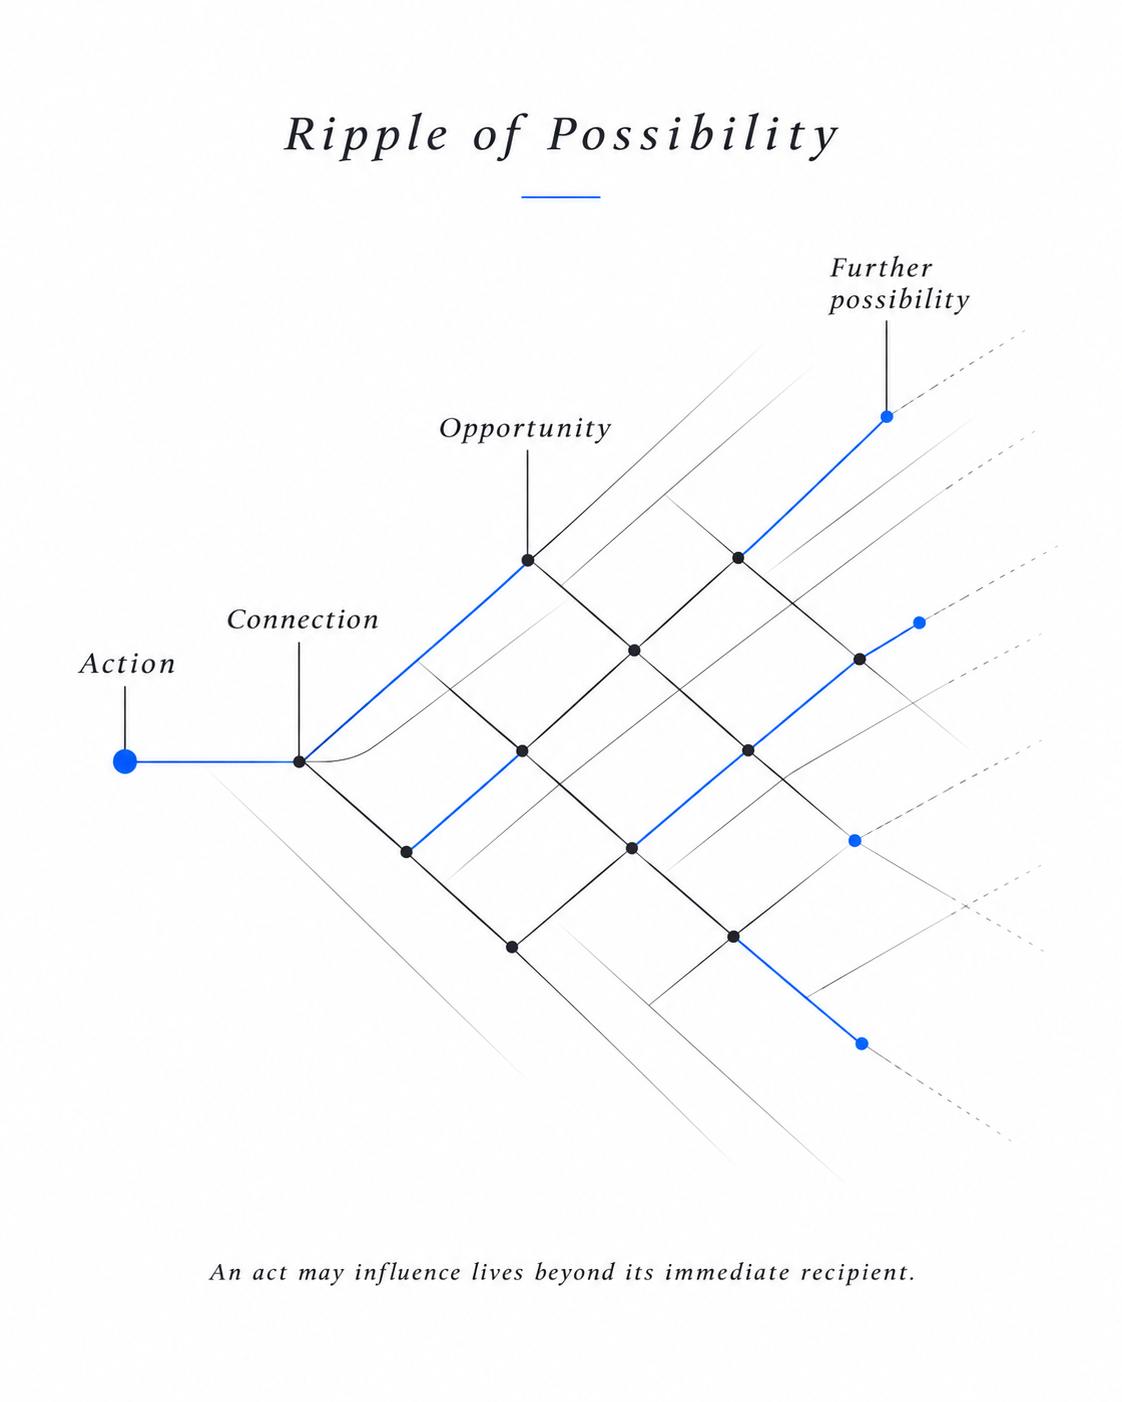 Ripple of Possibility
Further
possibility
Opportunity
Connection
Action
An act may influence lives beyond its immediate recipient.